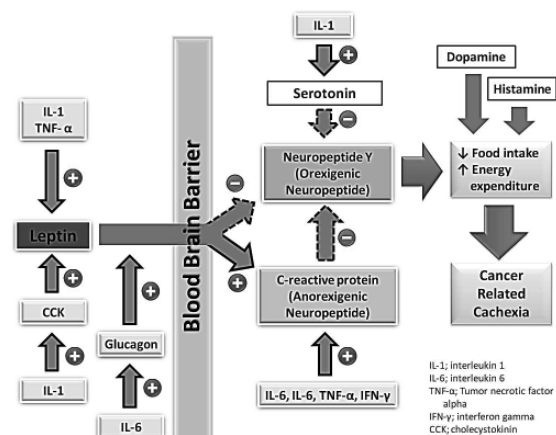 IL-1
TNF- α
Leptin
CCK
IL-1
Glucagon
IL-6
Blood Brain Barrier
IL-1
Serotonin
Neuropeptide Y
(Orexigenic
Neuropeptide)
C-reactive protein
(Anorexigenic
Neuropeptide)
IL-6, IL-6, TNF-α, IFN-γ
Dopamine
Histamine
↓ Food intake
↑ Energy
expenditure
Cancer
Related
Cachexia
+
+
+
+
+
-
+
+
-
-
+
IL-1; interleukin 1
IL-6; interleukin 6
TNF-α; Tumor necrotic factor
alpha
IFN-γ; interferon gamma
CCK; cholecystokinin